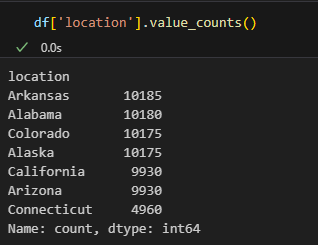 df['location'].value_counts()
✓ 0.0s
location
Arkansas       10185
Alabama        10180
Colorado       10175
Alaska         10175
California      9930
Arizona         9930
Connecticut     4960
Name: count, dtype: int64